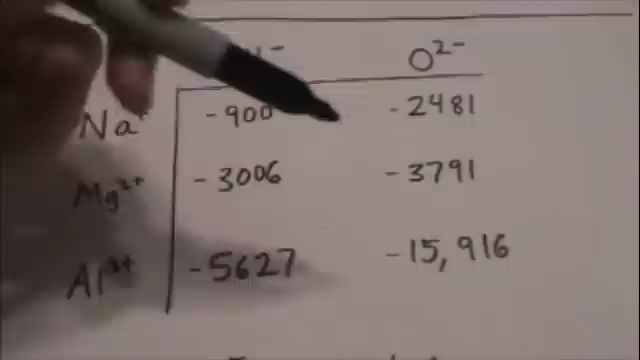 O²⁻
Na⁺ -900 -2481
Mg²⁺ -3006 -3791
Al³⁺ -5627 -15,916